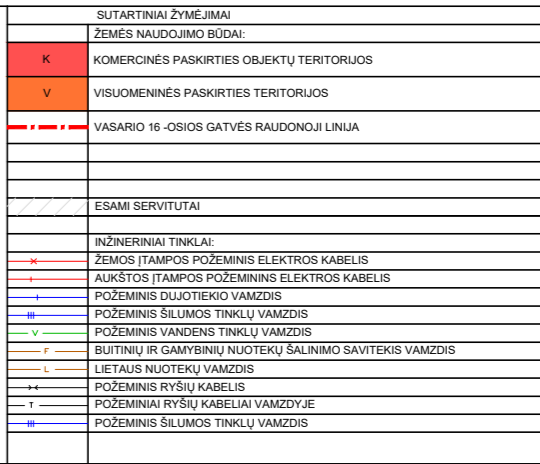 SUTARTINIAI ŽYMĖJIMAI
ŽEMĖS NAUDOJIMO BŪDAI:
K KOMERCINĖS PASKIRTIES OBJEKTŲ TERITORIJOS
V VISUOMENINĖS PASKIRTIES TERITORIJOS
VASARIO 16 -OSIOS GATVĖS RAUDONOJI LINIJA
ESAMI SERVITUTAI
INŽINERINIAI TINKLAI:
ŽEMOS ĮTAMPOS POŽEMINIS ELEKTROS KABELIS
AUKŠTOS ĮTAMPOS POŽEMININS ELEKTROS KABELIS
POŽEMINIS DUJOTIEKIO VAMZDIS
POŽEMINIS ŠILUMOS TINKLŲ VAMZDIS
V POŽEMINIS VANDENS TINKLŲ VAMZDIS
F BUITINIŲ IR GAMYBINIŲ NUOTEKŲ ŠALINIMO SAVITEKIS VAMZDIS
L LIETAUS NUOTEKŲ VAMZDIS
POŽEMINIS RYŠIŲ KABELIS
T POŽEMINIAI RYŠIŲ KABELIAI VAMZDYJE
POŽEMINIS ŠILUMOS TINKLŲ VAMZDIS